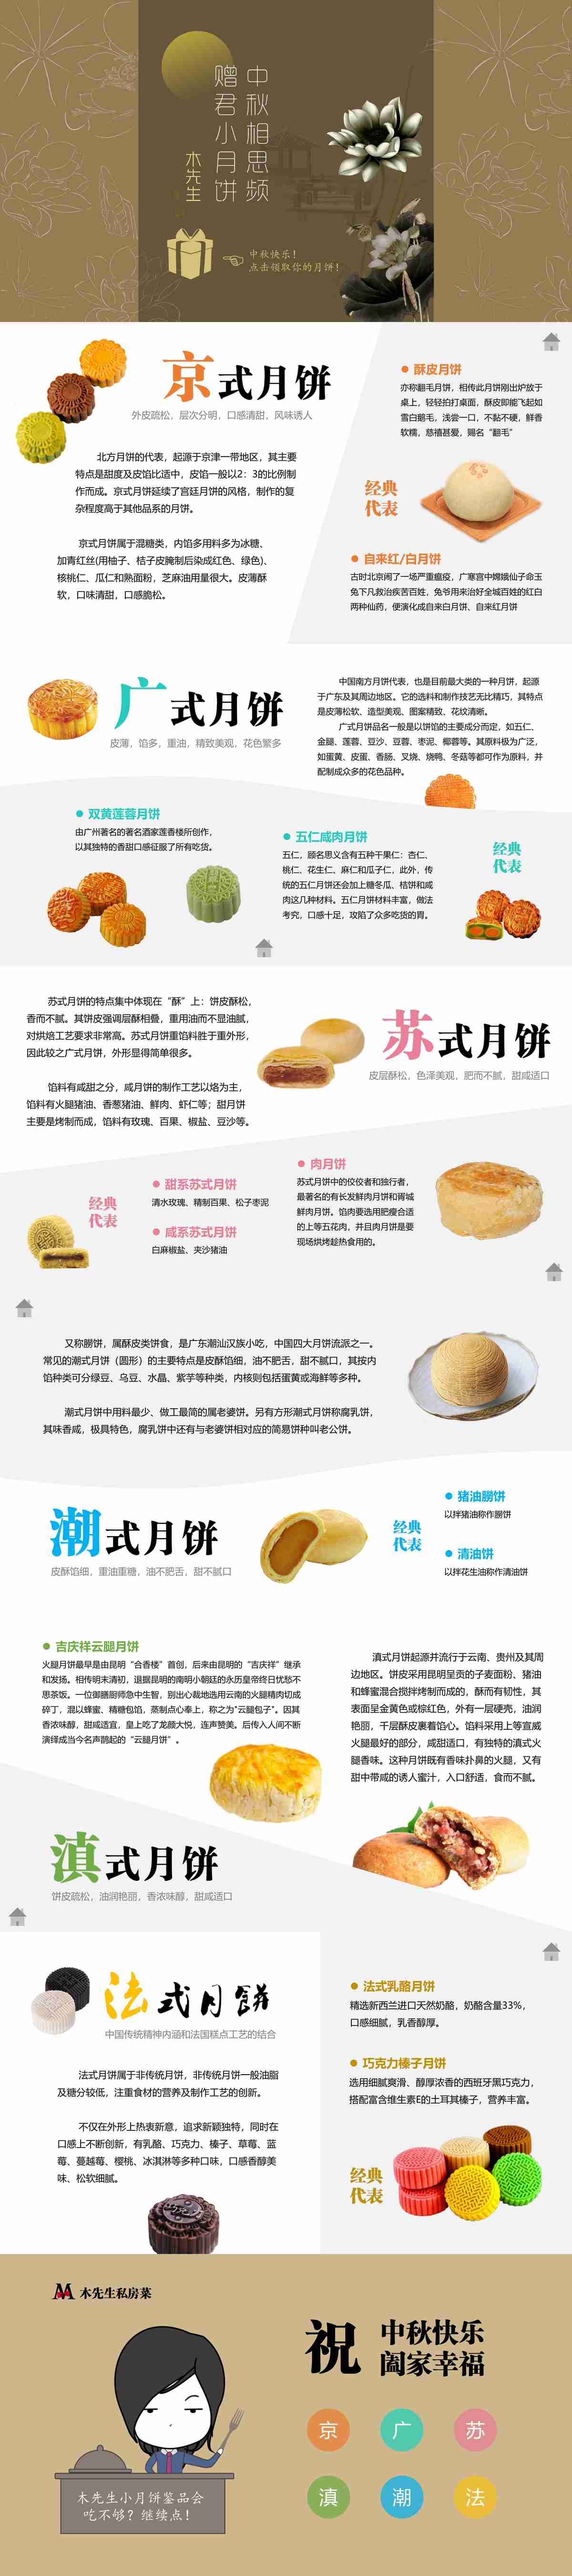 中秋相思频
赠君小月饼
木先生
中秋快乐！
点击领取你的月饼！
京式月饼
外皮疏松，层次分明，口感清甜，风味诱人
北方月饼的代表，起源于京津一带地区，其主要
特点是甜度及皮馅比适中，皮馅一般以2：3的比例制
作而成。京式月饼延续了宫廷月饼的风格，制作的复
杂程度高于其他品系的月饼。
京式月饼属于混糖类，内馅多用料多为冰糖、
加青红丝(用柚子、桔子皮腌制后染成红色、绿色)、
核桃仁、瓜仁和熟面粉，芝麻油用量很大。皮薄酥
软，口味清甜，口感脆松。
酥皮月饼
亦称翻毛月饼，相传此月饼刚出炉放于
桌上，轻轻拍打桌面，酥皮即能飞起如
雪白鹅毛，浅尝一口，不黏不硬，鲜香
软糯，慈禧甚爱，赐名“翻毛”
经典
代表
自来红/白月饼
古时北京闹了一场严重瘟疫，广寒宫中嫦娥仙子命玉
兔下凡救治疾苦百姓，兔爷用来治好全城百姓的红白
两种仙药，便演化成自来白月饼、自来红月饼
广式月饼
皮薄，馅多，重油，精致美观，花色繁多
中国南方月饼代表，也是目前最大类的一种月饼，起源
于广东及其周边地区。它的选料和制作技艺无比精巧，其特点
是皮薄松软、造型美观、图案精致、花纹清晰。
广式月饼品名一般是以饼馅的主要成分而定，如五仁、
金腿、莲蓉、豆沙、豆蓉、枣泥、椰蓉等。其原料极为广泛，
如蛋黄、皮蛋、香肠、叉烧、烧鸭、冬菇等都可作为原料，并
配制成众多的花色品种。
双黄莲蓉月饼
由广州著名的著名酒家莲香楼所创作，
以其独特的香甜口感征服了所有吃货。
五仁咸肉月饼
五仁，顾名思义含有五种干果仁：杏仁、
桃仁、花生仁、麻仁和瓜子仁，此外，传
统的五仁月饼还会加上糖冬瓜、桔饼和咸
肉这几种材料。五仁月饼材料丰富，做法
考究，口感十足，攻陷了众多吃货的胃。
经典
代表
苏式月饼的特点集中体现在“酥”上：饼皮酥松，
香而不腻。其饼皮强调层酥相叠，重用油而不显油腻，
对烘焙工艺要求非常高。苏式月饼重馅料胜于重外形，
因此较之广式月饼，外形显得简单很多。
馅料有咸甜之分，咸月饼的制作工艺以烙为主，
馅料有火腿猪油、香葱猪油、鲜肉、虾仁等；甜月饼
主要是烤制而成，馅料有玫瑰、百果、椒盐、豆沙等。
苏式月饼
皮层酥松，色泽美观，肥而不腻，甜咸适口
经典
代表
甜系苏式月饼
清水玫瑰、精制百果、松子枣泥
咸系苏式月饼
白麻椒盐、夹沙猪油
肉月饼
苏式月饼中的佼佼者和独行者，
最著名的有长发鲜肉月饼和胥城
鲜肉月饼。馅肉要选用肥瘦合适
的上等五花肉，并且肉月饼是要
现场烘烤趁热食用的。
又称朥饼，属酥皮类饼食，是广东潮汕汉族小吃，中国四大月饼流派之一。
常见的潮式月饼（圆形）的主要特点是皮酥馅细，油不肥舌，甜不腻口，其按内
馅种类可分绿豆、乌豆、水晶、紫芋等种类，内核则包括蛋黄或海鲜等多种。
潮式月饼中用料最少、做工最简的属老婆饼。另有方形潮式月饼称腐乳饼，
其味香咸，极具特色，腐乳饼中还有与老婆饼相对应的简易饼种叫老公饼。
潮式月饼
皮酥馅细，重油重糖，油不肥舌，甜不腻口
经典
代表
猪油朥饼
以拌猪油称作朥饼
清油饼
以拌花生油称作清油饼
吉庆祥云腿月饼
火腿月饼最早是由昆明“合香楼”首创，后来由昆明的“吉庆祥”继承
和发扬。相传明末清初，退据昆明的南明小朝廷的永历皇帝终日忧愁不
思茶饭。一位御膳厨师急中生智，别出心裁地选用云南的火腿精肉切成
碎丁，混以蜂蜜、糖包馅，蒸制点心奉上，称之为“云腿包子”。因其
香浓味醇，甜咸适宜，皇上吃了龙颜大悦，连声赞美。后传入人间不断
演绎成当今名声鹊起的“云腿月饼”。
滇式月饼起源并流行于云南、贵州及其周
边地区。饼皮采用昆明呈贡的子麦面粉、猪油
和蜂蜜混合搅拌烤制而成的，酥而有韧性，其
表面呈金黄色或棕红色，外有一层硬壳，油润
艳丽，千层酥皮裹着馅心。馅料采用上等宣威
火腿最好的部分，咸甜适口，有独特的滇式火
腿香味。这种月饼既有香味扑鼻的火腿，又有
甜中带咸的诱人蜜汁，入口舒适，食而不腻。
滇式月饼
饼皮疏松，油润艳丽，香浓味醇，甜咸适口
法式月餅
中国传统精神内涵和法国糕点工艺的结合
法式月饼属于非传统月饼，非传统月饼一般油脂
及糖分较低，注重食材的营养及制作工艺的创新。
不仅在外形上热衷新意，追求新颖独特，同时在
口感上不断创新，有乳酪、巧克力、榛子、草莓、蓝
莓、蔓越莓、樱桃、冰淇淋等多种口味，口感香醇美
味、松软细腻。
法式乳酪月饼
精选新西兰进口天然奶酪，奶酪含量33%，
口感细腻，乳香醇厚。
巧克力榛子月饼
选用细腻爽滑、醇厚浓香的西班牙黑巧克力，
搭配富含维生素E的土耳其榛子，营养丰富。
经典
代表
木先生私房菜
祝
中秋快乐
阖家幸福
京 广 苏
滇 潮 法
木先生小月饼鉴品会
吃不够？继续点！